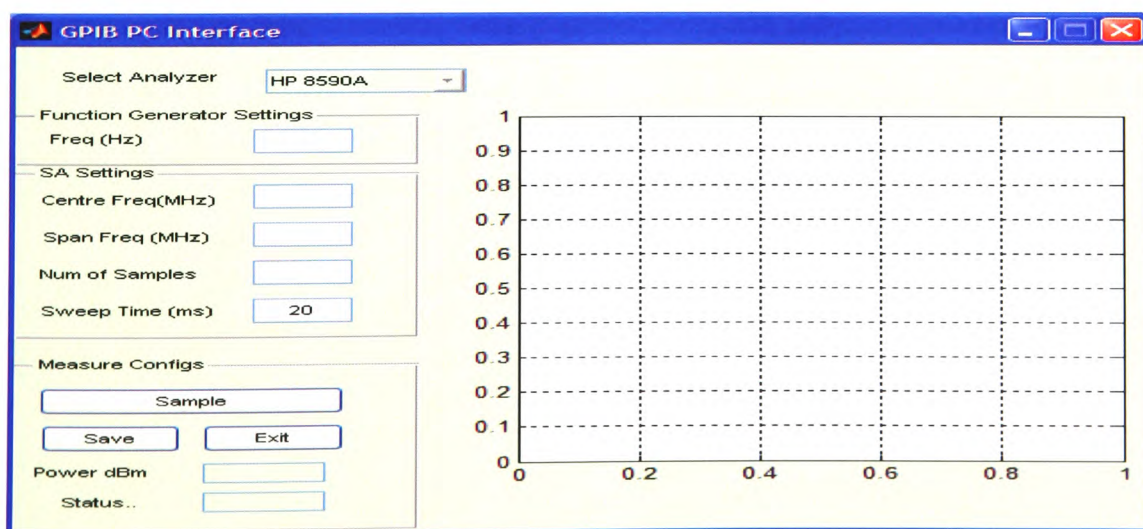 GPIB PC Interface
Select Analyzer HP 8590A
Function Generator Settings
Freq (Hz)
SA Settings
Centre Freq(MHz)
Span Freq (MHz)
Num of Samples
Sweep Time (ms) 20
Measure Configs
Sample
Save Exit
Power dBm
Status..
1
0.9
0.8
0.7
0.6
0.5
0.4
0.3
0.2
0.1
0
0 0.2 0.4 0.6 0.8 1